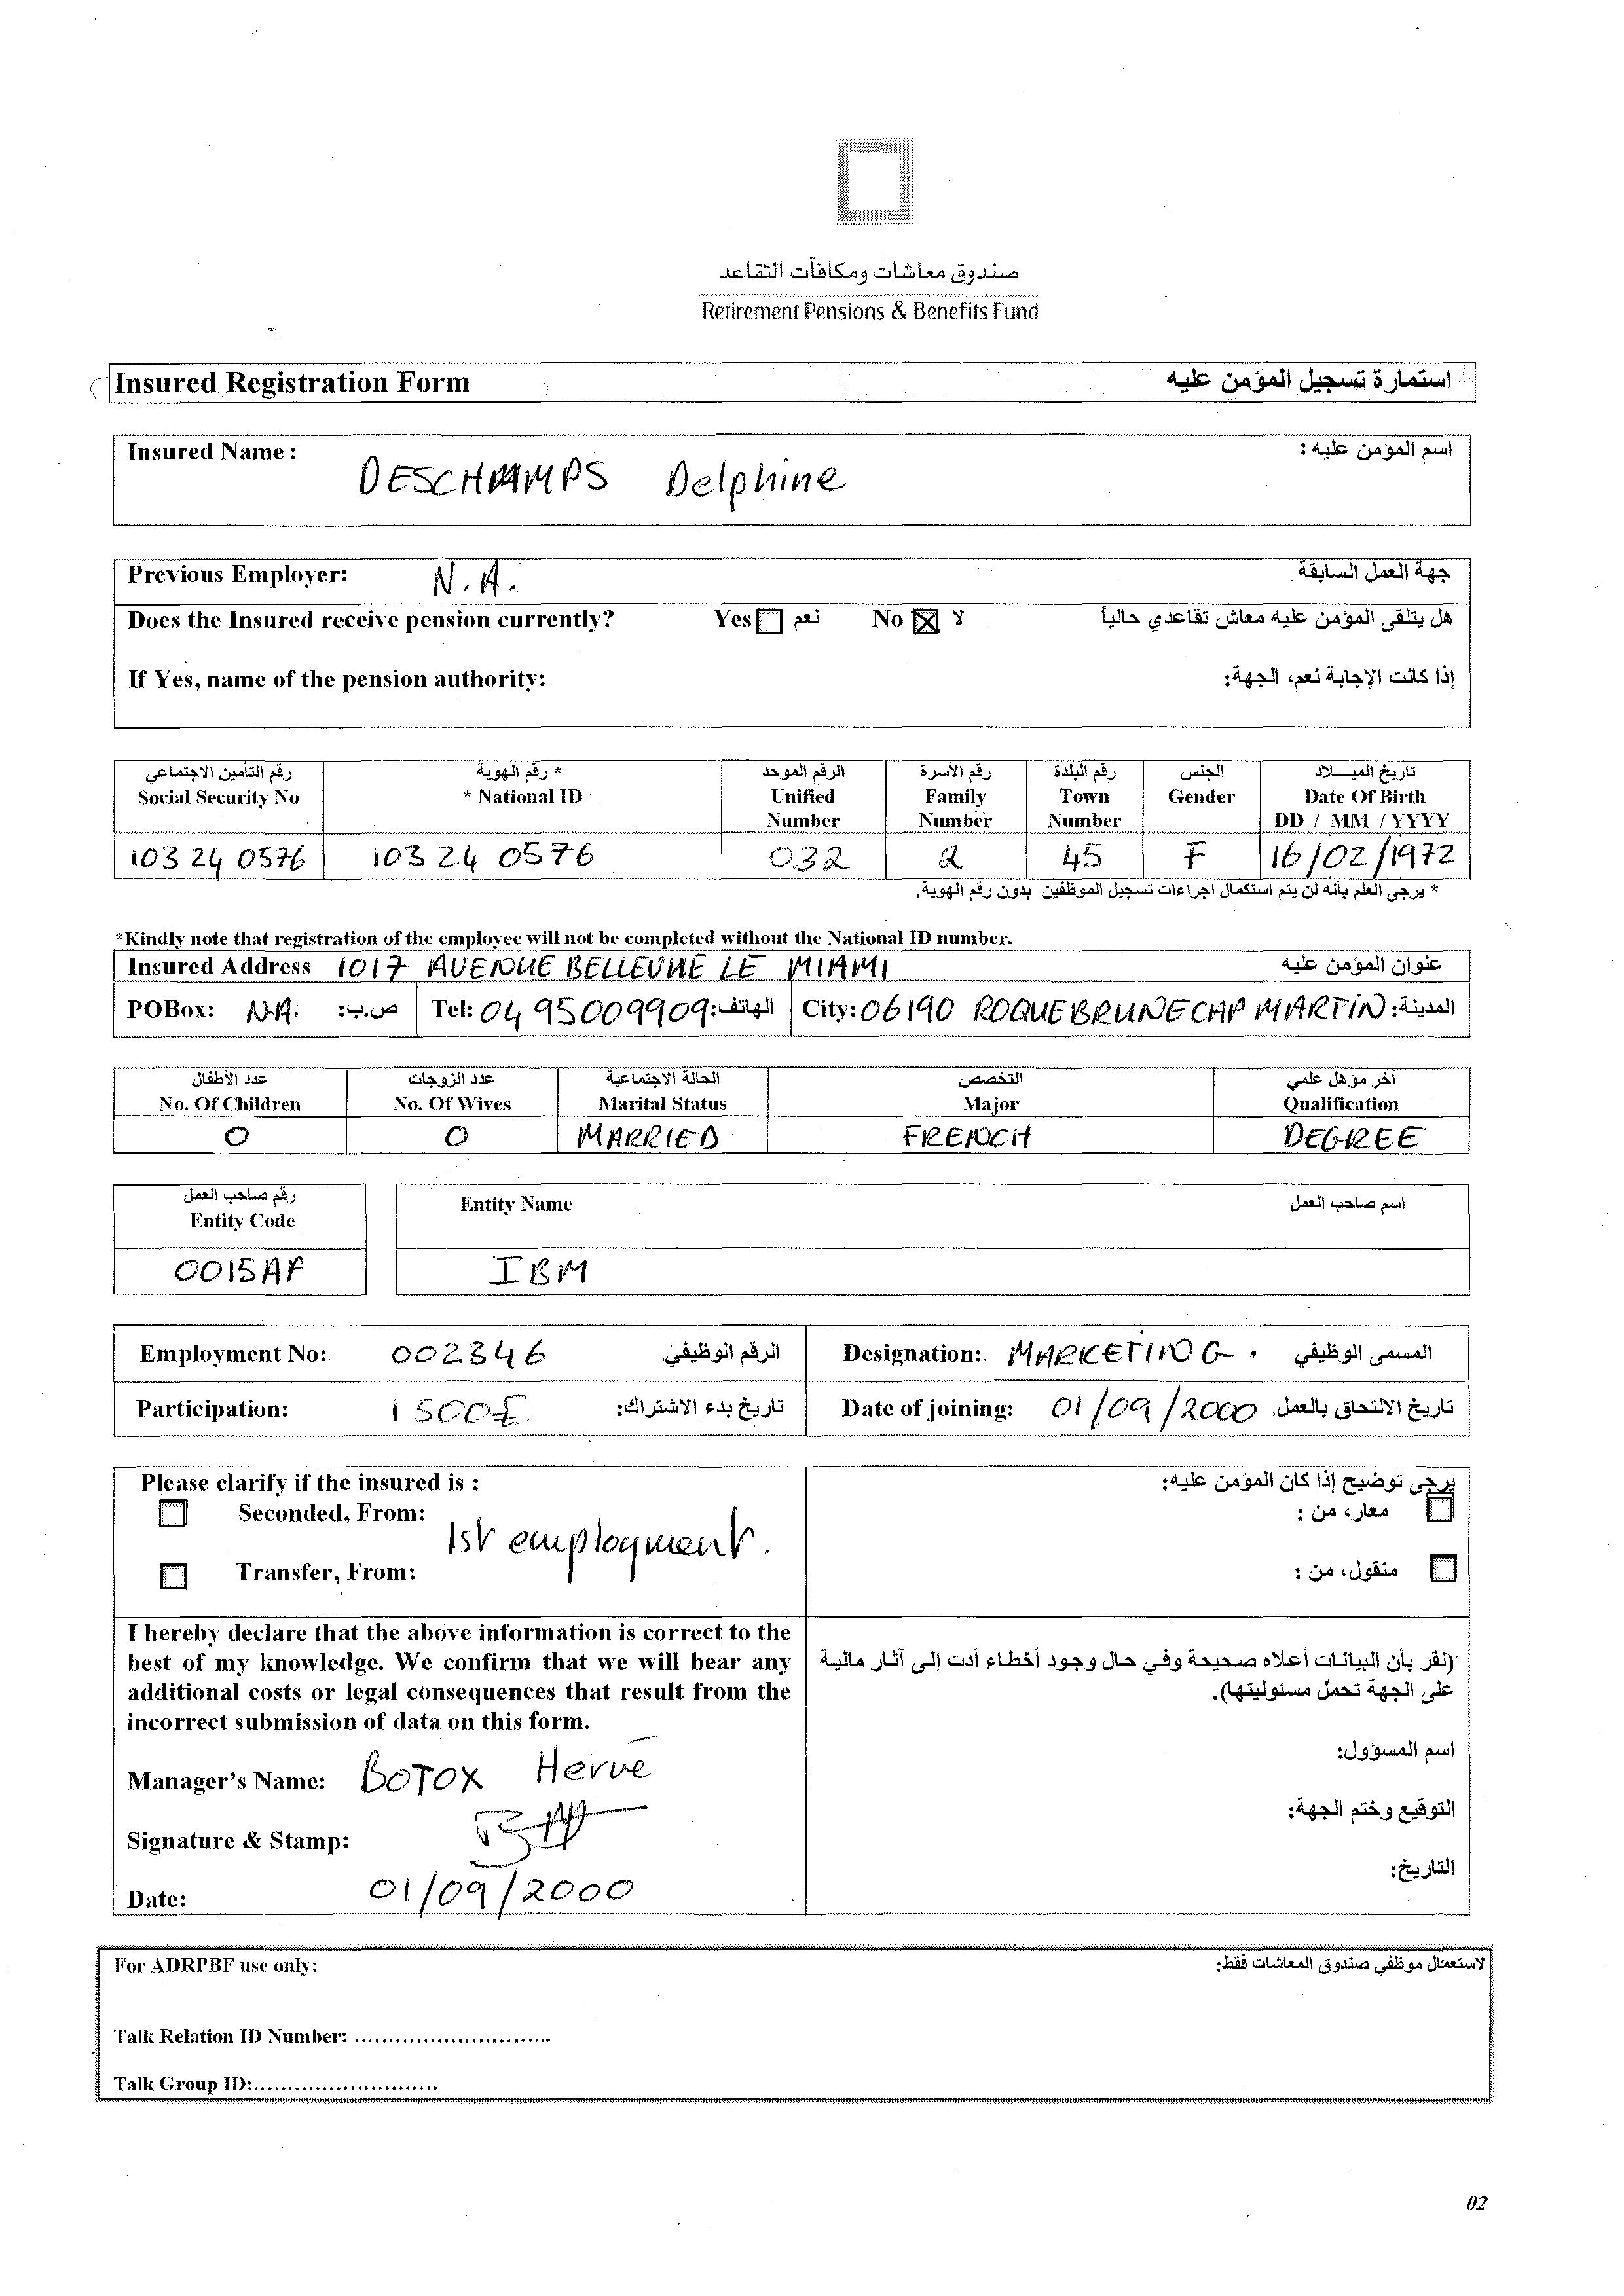 صندوق معاشات ومكافآت التقاعد
Retirement Pensions & Benefits Fund
Insured Registration Form استمارة تسجيل المؤمن عليه
Insured Name : DESCHAMPS Delphine اسم المؤمن عليه :
Previous Employer: N.A. جهة العمل السابقة
Does the Insured receive pension currently? Yes نعم No لا هل يتلقى المؤمن عليه معاش تقاعدي حالياً
If Yes, name of the pension authority: إذا كانت الإجابة نعم، الجهة:
رقم التأمين الاجتماعي * رقم الهوية الرقم الموحد رقم الأسرة رقم البلدة الجنس تاريخ الميـــلاد
Social Security No * National ID Unified Family Town Gender Date Of Birth
Number Number Number DD / MM / YYYY
103 24 0576 103 24 0576 032 2 45 F 16/02/1972
* يرجى العلم بأنه لن يتم استكمال اجراءات تسجيل الموظفين بدون رقم الهوية.
*Kindly note that registration of the employee will not be completed without the National ID number.
Insured Address 1017 AVENUE BELLEVUE LE MIAMI عنوان المؤمن عليه
POBox: N.A. ص.ب: Tel: 04 95009909 الهاتف: City: 06190 ROQUEBRUNE CAP MARTIN المدينة:
عدد الأطفال عدد الزوجات الحالة الاجتماعية التخصص آخر مؤهل علمي
No. Of Children No. Of Wives Marital Status Major Qualification
0 0 MARRIED FRENCH DEGREE
رقم صاحب العمل
Entity Code Entity Name اسم صاحب العمل
0015AF IBM
Employment No: 002346 الرقم الوظيفي Designation: MARKETING. المسمى الوظيفي
Participation: 1500£ تاريخ بدء الاشتراك: Date of joining: 01/09/2000 تاريخ الالتحاق بالعمل
Please clarify if the insured is : يرجى توضيح إذا كان المؤمن عليه:
Seconded, From: معار، من :
1st employment.
Transfer, From: منقول، من :
I hereby declare that the above information is correct to the
best of my knowledge. We confirm that we will bear any
additional costs or legal consequences that result from the
incorrect submission of data on this form.
(نقر بأن البيانات أعلاه صحيحة وفي حال وجود أخطاء أدت إلى آثار مالية
على الجهة تحمل مسئوليتها).
Manager's Name: BOTOX Hervé اسم المسؤول:
Signature & Stamp: التوقيع وختم الجهة:
Date: 01/09/2000 التاريخ:
For ADRPBF use only: لاستعمال موظفي صندوق المعاشات فقط:
Talk Relation ID Number: .............................
Talk Group ID:...........................
02